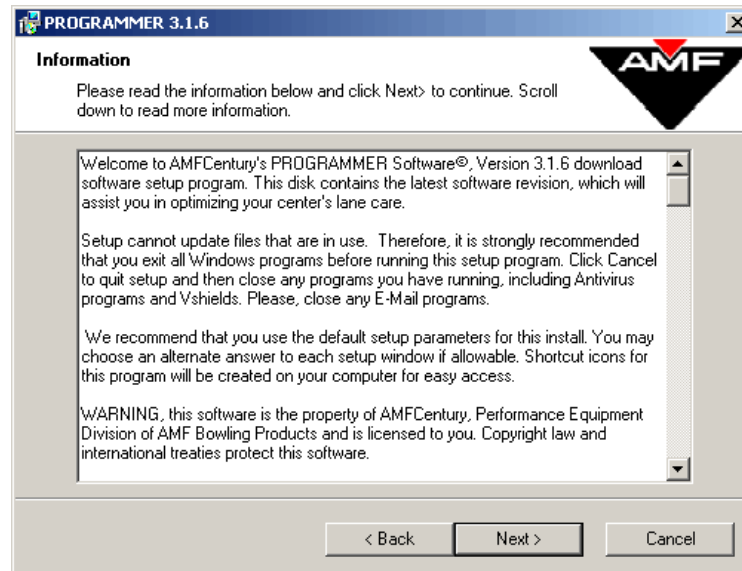 PROGRAMMER 3.1.6
Information
Please read the information below and click Next> to continue. Scroll
down to read more information.
AMF
Welcome to AMFCentury's PROGRAMMER Software©, Version 3.1.6 download
software setup program. This disk contains the latest software revision, which will
assist you in optimizing your center's lane care.
Setup cannot update files that are in use.  Therefore, it is strongly recommended
that you exit all Windows programs before running this setup program. Click Cancel
to quit setup and then close any programs you have running, including Antivirus
programs and Vshields. Please, close any E-Mail programs.
We recommend that you use the default setup parameters for this install. You may
choose an alternate answer to each setup window if allowable. Shortcut icons for
this program will be created on your computer for easy access.
WARNING, this software is the property of AMFCentury, Performance Equipment
Division of AMF Bowling Products and is licensed to you. Copyright law and
international treaties protect this software.
< Back
Next >
Cancel